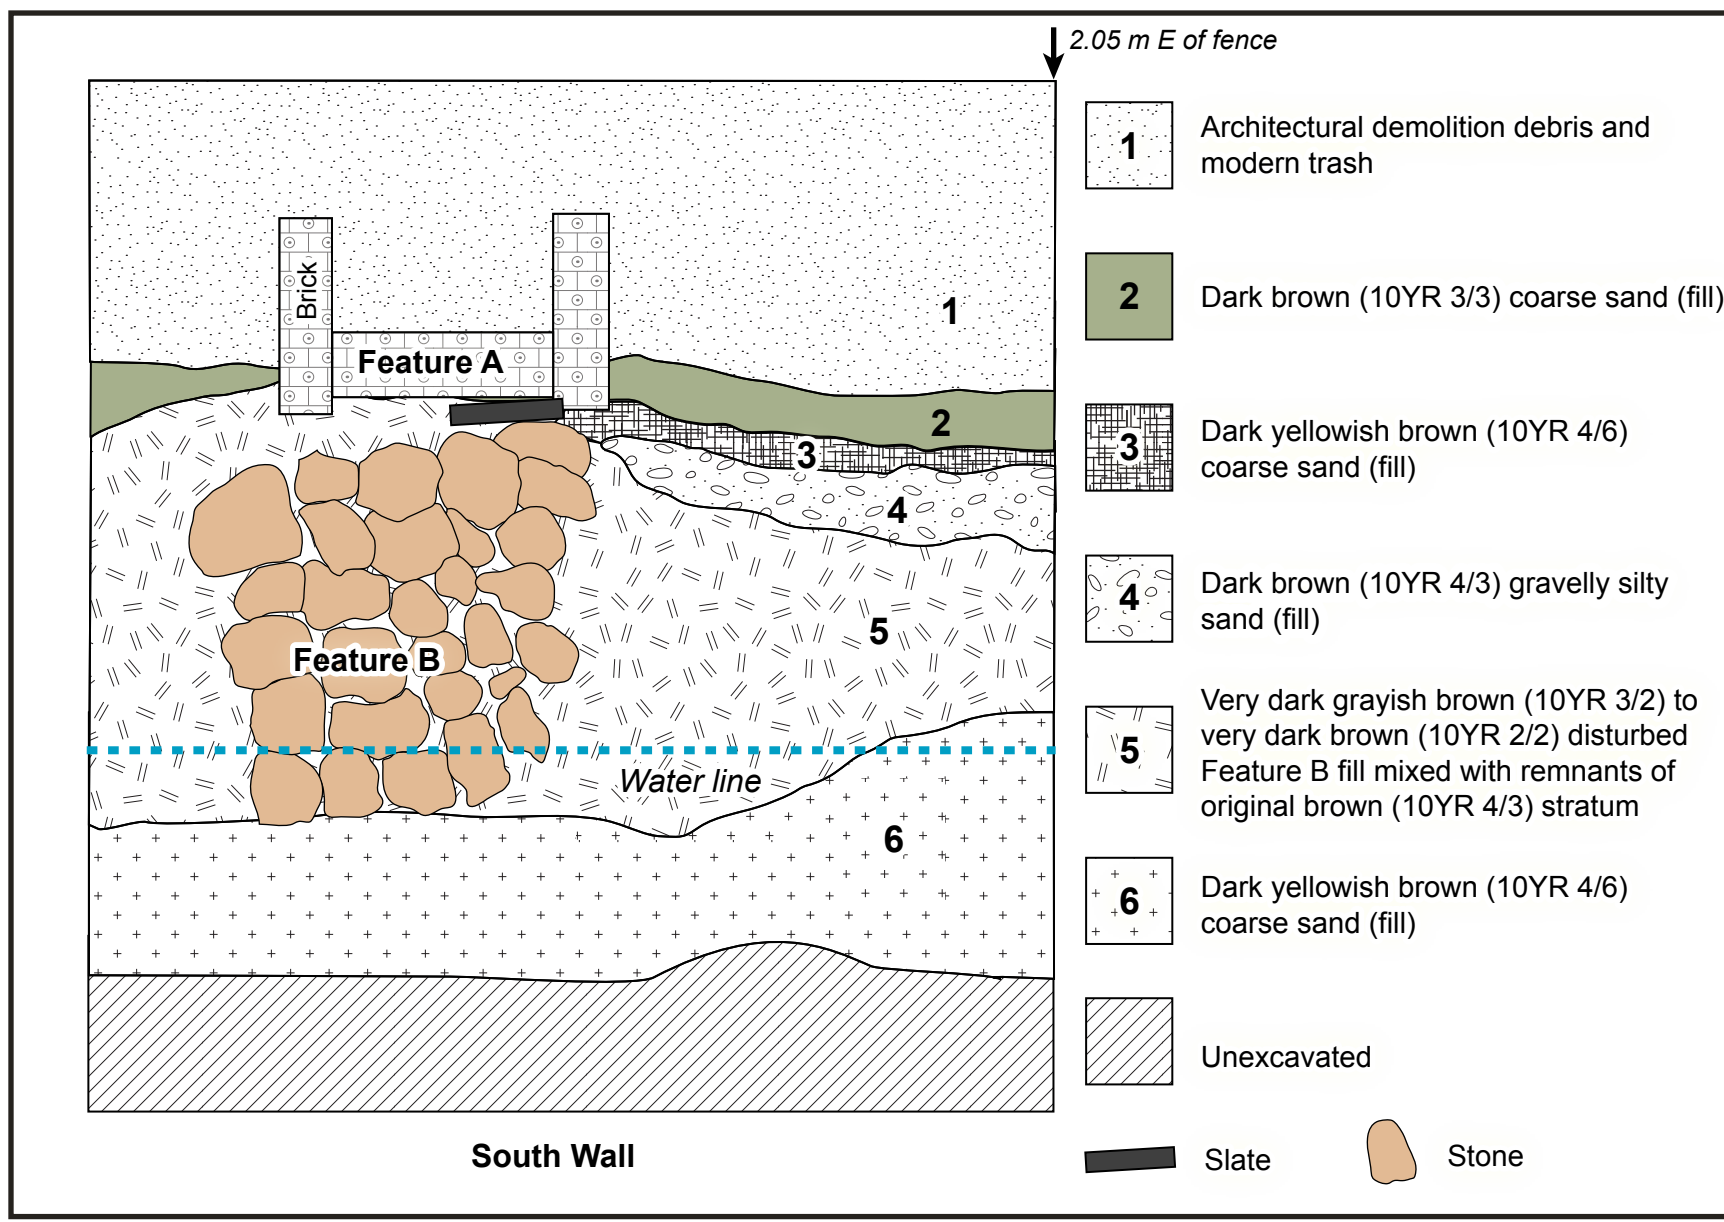 2.05 m E of fence
1
Architectural demolition debris and
modern trash
Brick
1
2
Dark brown (10YR 3/3) coarse sand (fill)
Feature A
2
3
3
Dark yellowish brown (10YR 4/6)
coarse sand (fill)
4
4
Dark brown (10YR 4/3) gravelly silty
sand (fill)
5
Feature B
5
Very dark grayish brown (10YR 3/2) to
very dark brown (10YR 2/2) disturbed
Feature B fill mixed with remnants of
original brown (10YR 4/3) stratum
Water line
6
6
Dark yellowish brown (10YR 4/6)
coarse sand (fill)
Unexcavated
South Wall
Slate
Stone